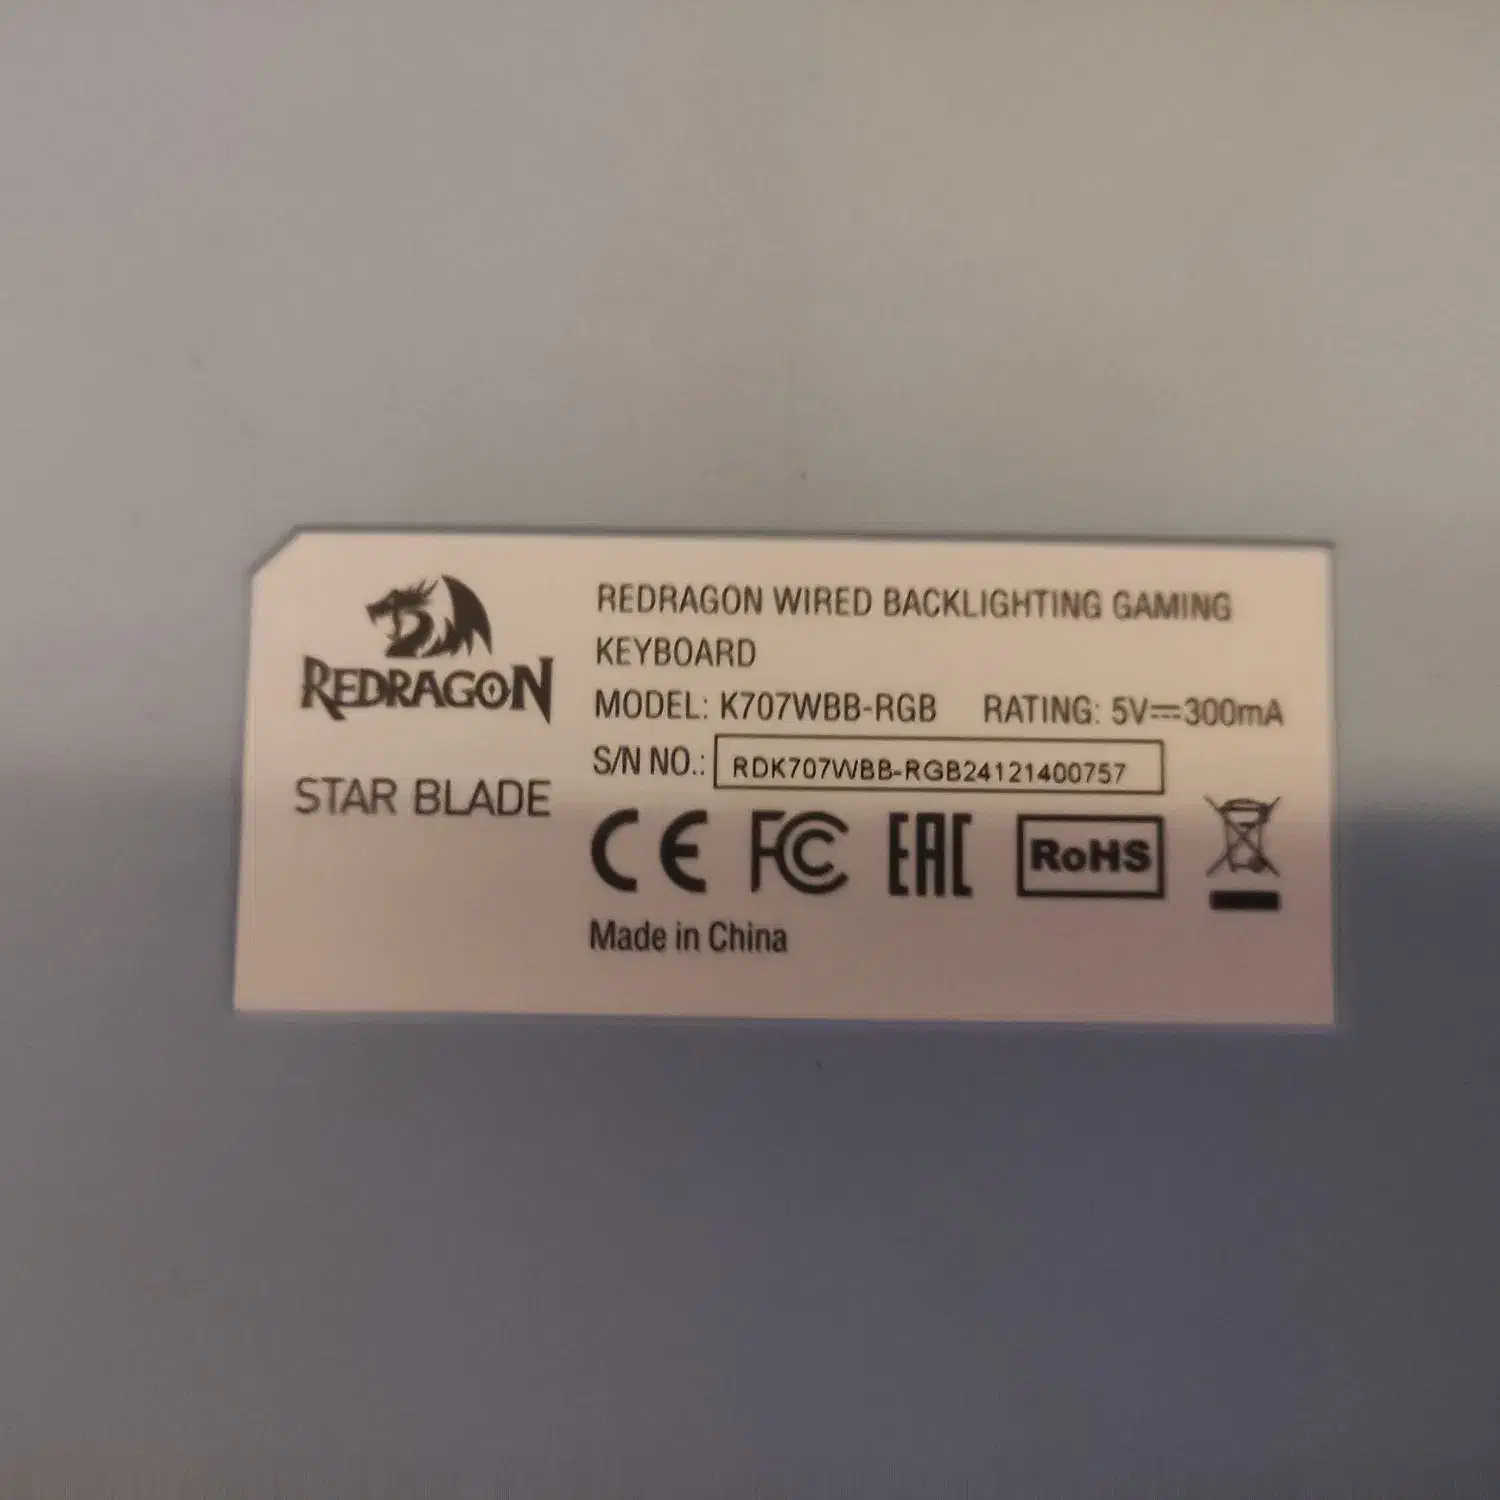 REDRAGON
STAR BLADE
REDRAGON WIRED BACKLIGHTING GAMING
KEYBOARD
MODEL: K707WBB-RGB RATING: 5V⎓300mA
S/N NO.: RDK707WBB-RGB24121400757
CE FC EAC RoHS
Made in China